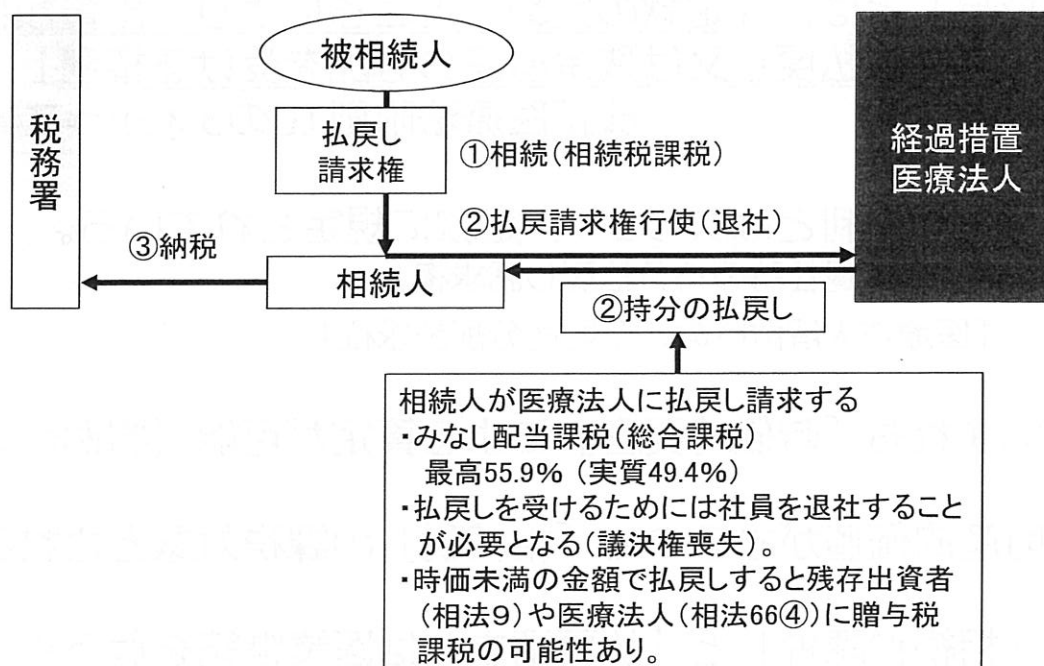 被相続人
税務署
払戻し
請求権
①相続(相続税課税)
経過措置
医療法人
②払戻請求権行使(退社)
③納税
相続人
②持分の払戻し
相続人が医療法人に払戻し請求する
・みなし配当課税(総合課税)
最高55.9% (実質49.4%)
・払戻しを受けるためには社員を退社すること
が必要となる(議決権喪失)。
・時価未満の金額で払戻しすると残存出資者
(相法9)や医療法人(相法66④)に贈与税
課税の可能性あり。